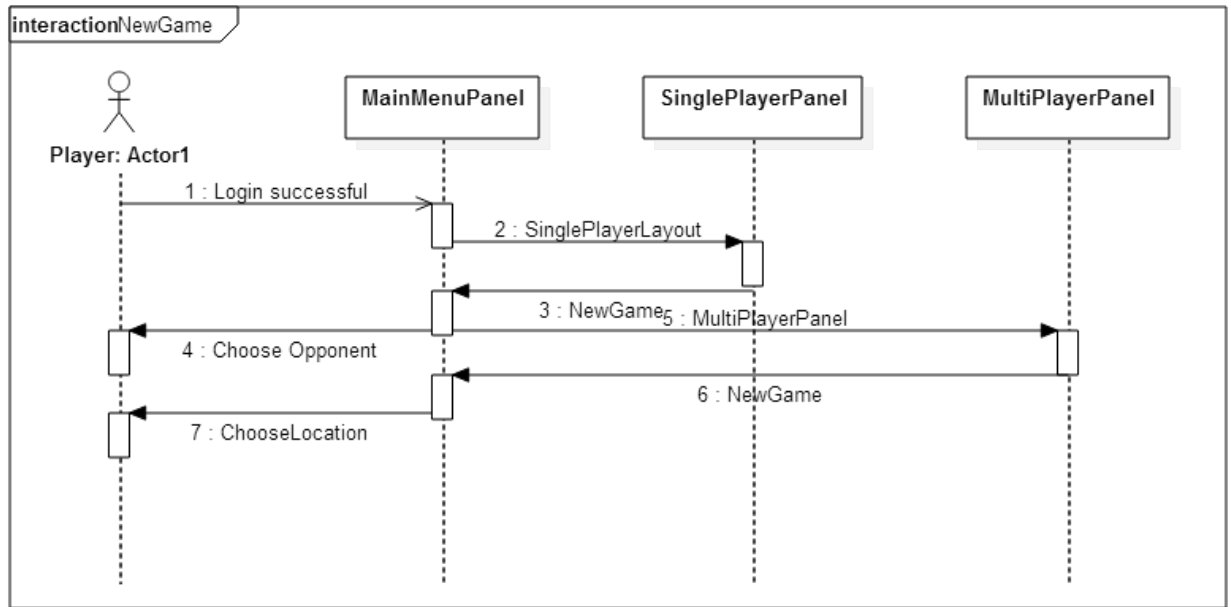 interactionNewGame
MainMenuPanel
SinglePlayerPanel
MultiPlayerPanel
Player: Actor1
1 : Login successful
2 : SinglePlayerLayout
3 : NewGame
5 : MultiPlayerPanel
4 : Choose Opponent
6 : NewGame
7 : ChooseLocation